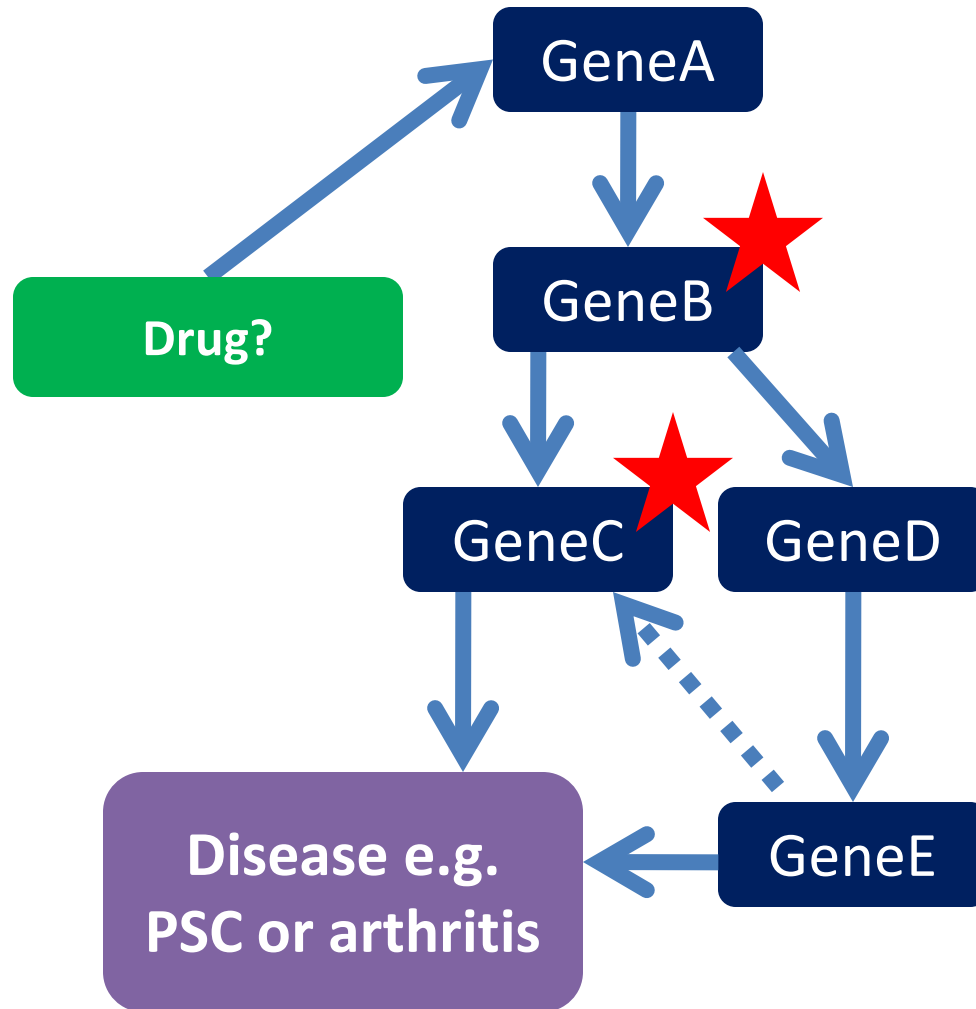 GeneA
GeneB
Drug?
GeneC
GeneD
Disease e.g.
PSC or arthritis
GeneE